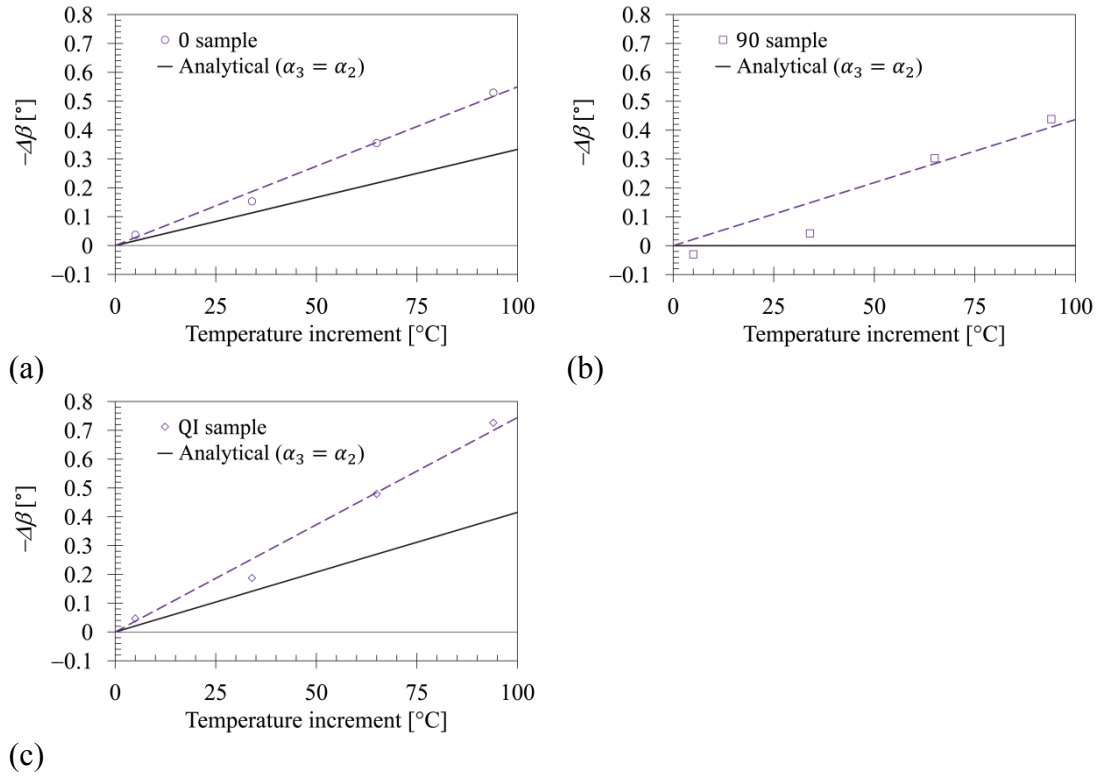 0.8
0.7
0.6
0.5
0.4
0.3
0.2
0.1
0
−0.1
−Δβ [°]
○ 0 sample
— Analytical (α₃ = α₂)
0 25 50 75 100
Temperature increment [°C]
(a)
0.8
0.7
0.6
0.5
0.4
0.3
0.2
0.1
0
−0.1
−Δβ [°]
□ 90 sample
— Analytical (α₃ = α₂)
0 25 50 75 100
Temperature increment [°C]
(b)
0.8
0.7
0.6
0.5
0.4
0.3
0.2
0.1
0
−0.1
−Δβ [°]
◇ QI sample
— Analytical (α₃ = α₂)
0 25 50 75 100
Temperature increment [°C]
(c)